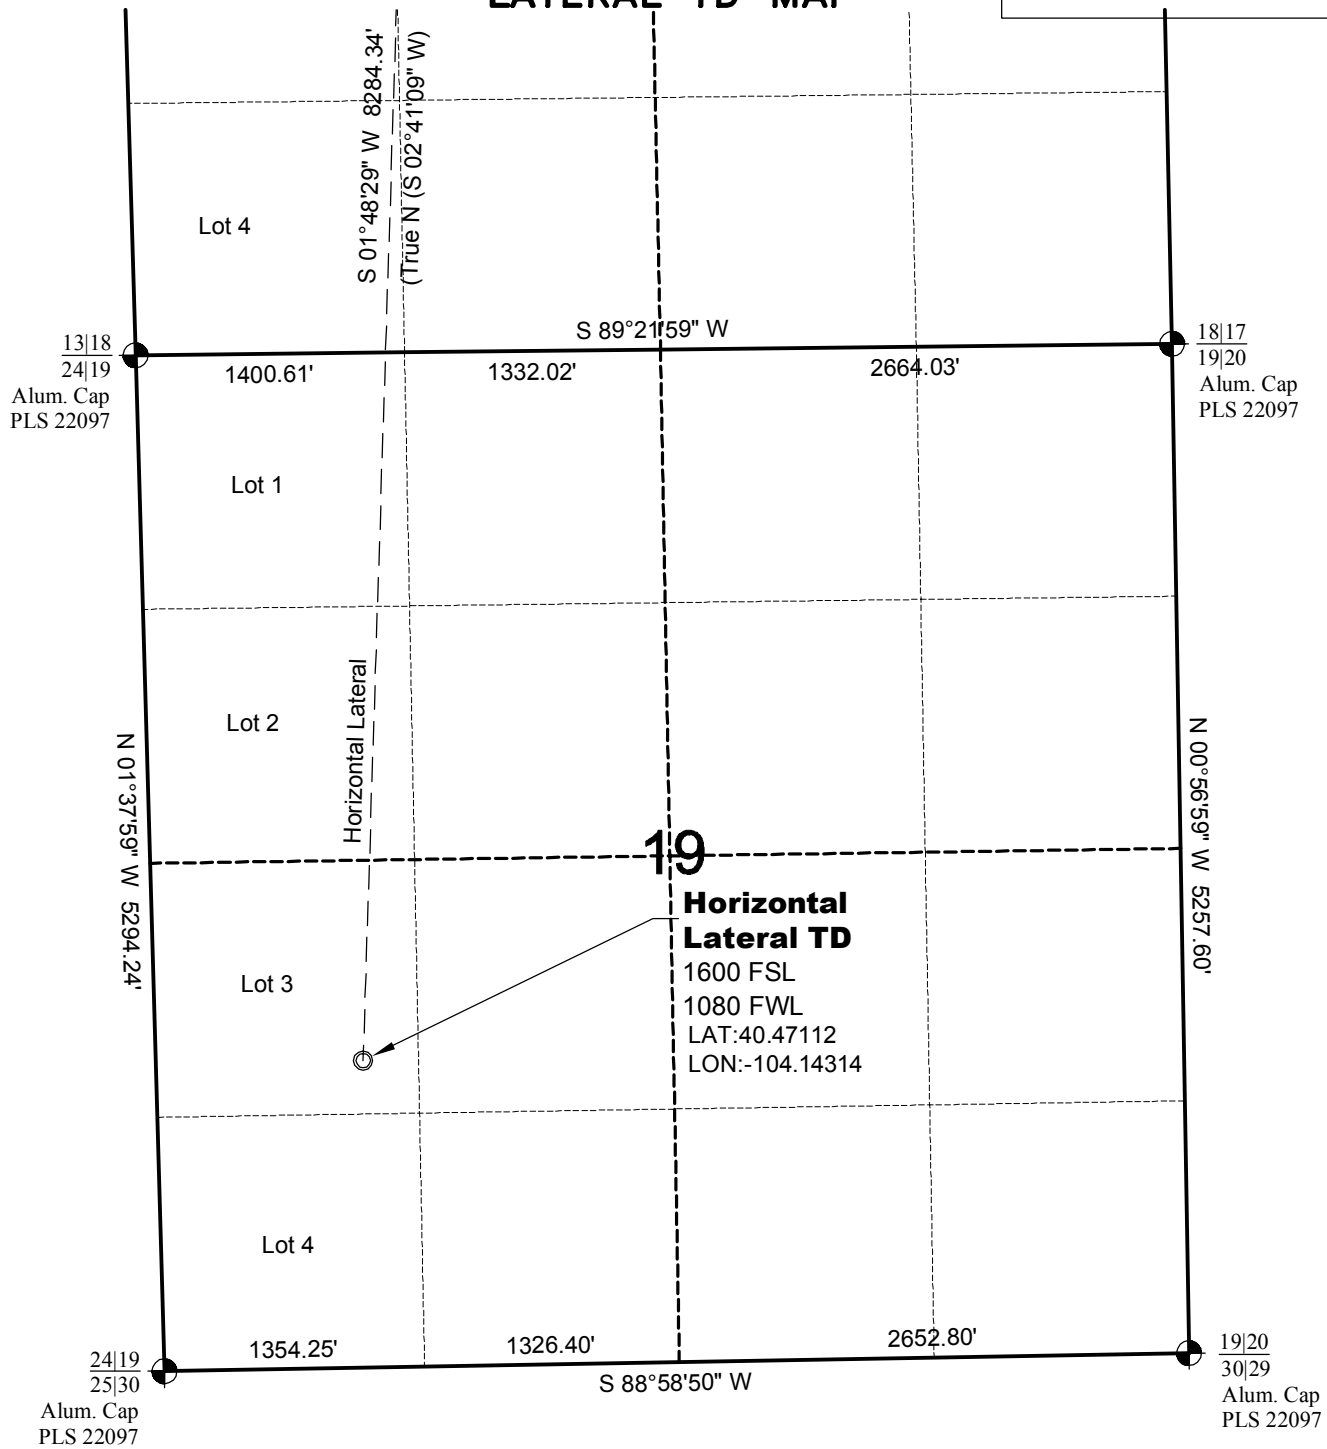 LATERAL TD MAP
S 01°48'29" W 8284.34'
(True N (S 02°41'09" W)
Lot 4
S 89°21'59" W
13|18
24|19
Alum. Cap
PLS 22097
1400.61'
1332.02'
2664.03'
18|17
19|20
Alum. Cap
PLS 22097
Lot 1
Lot 2
Horizontal Lateral
N 01°37'59" W 5294.24'
N 00°56'59" W 5257.60'
19
Horizontal
Lateral TD
1600 FSL
1080 FWL
LAT:40.47112
LON:-104.14314
Lot 3
Lot 4
1354.25'
1326.40'
2652.80'
S 88°58'50" W
24|19
25|30
Alum. Cap
PLS 22097
19|20
30|29
Alum. Cap
PLS 22097